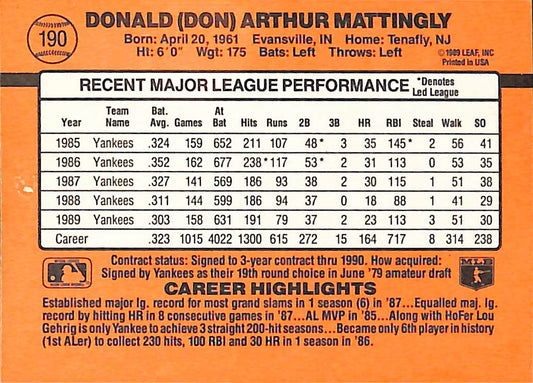 190
DONALD (DON) ARTHUR MATTINGLY
Born: April 20, 1961 Evansville, IN Home: Tenafly, NJ
Ht: 6'0" Wgt: 175 Bats: Left Throws: Left
©1989 LEAF, INC
Printed in USA
RECENT MAJOR LEAGUE PERFORMANCE *Denotes Led League
Year Team Name Bat. Avg. Games At Bat Hits Runs 2B 3B HR RBI Steal Walk SO
1985 Yankees .324 159 652 211 107 48* 3 35 145* 2 56 41
1986 Yankees .352 162 677 238* 117 53* 2 31 113 0 53 35
1987 Yankees .327 141 569 186 93 38 2 30 115 1 51 38
1988 Yankees .311 144 599 186 94 37 0 18 88 1 41 29
1989 Yankees .303 158 631 191 79 37 2 23 113 3 51 30
Career .323 1015 4022 1300 615 272 15 164 717 8 314 238
Contract status: Signed to 3-year contract thru 1990. How acquired:
Signed by Yankees as their 19th round choice in June '79 amateur draft
MLB
CAREER HIGHLIGHTS
Established major lg. record for most grand slams in 1 season (6) in '87...Equalled maj. lg.
record by hitting HR in 8 consecutive games in '87...AL MVP in '85...Along with HoFer Lou
Gehrig is only Yankee to achieve 3 straight 200-hit seasons...Became only 6th player in history
(1st ALer) to collect 230 hits, 100 RBI and 30 HR in 1 season in '86.